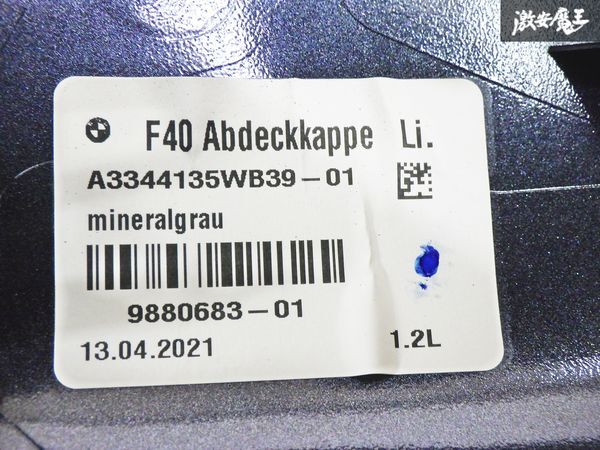 激安魔王
F40 Abdeckkappe Li.
A3344135WB39-01
mineralgrau
9880683-01
13.04.2021 1.2L